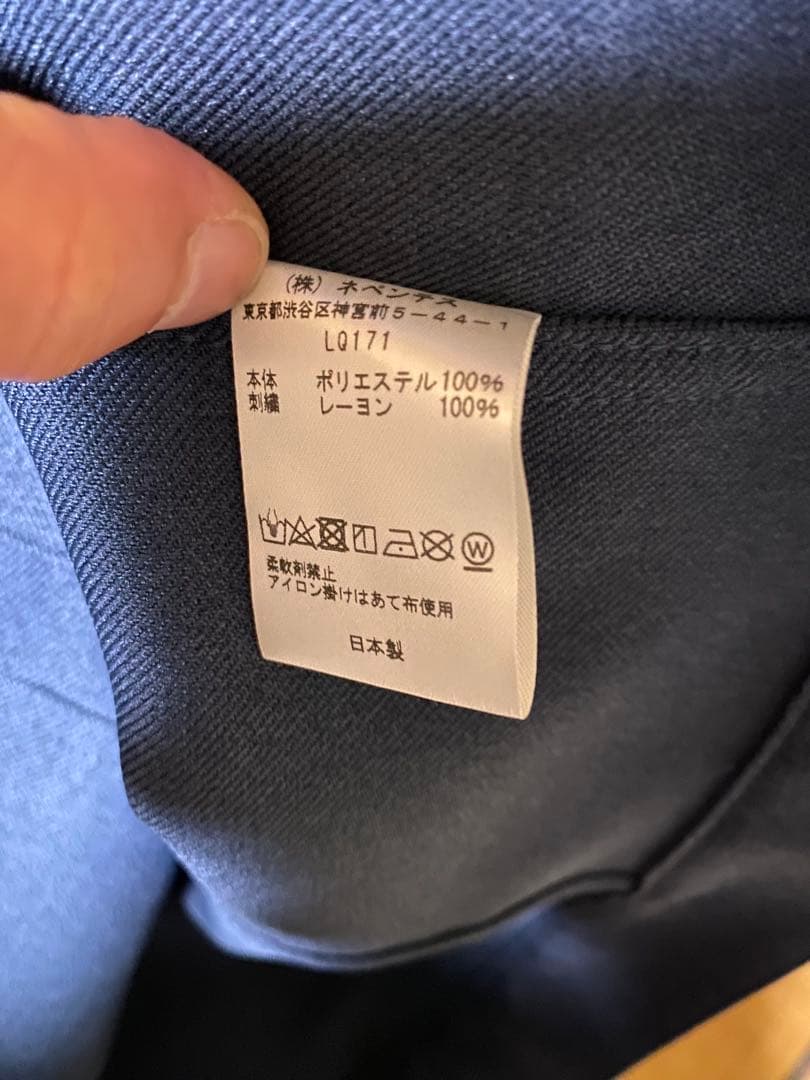 (株) ネペンテス
東京都渋谷区神宮前5-44-1
LQ171
本体 ポリエステル100%
刺繍 レーヨン 100%
W
柔軟剤禁止
アイロン掛けはあて布使用
日本製